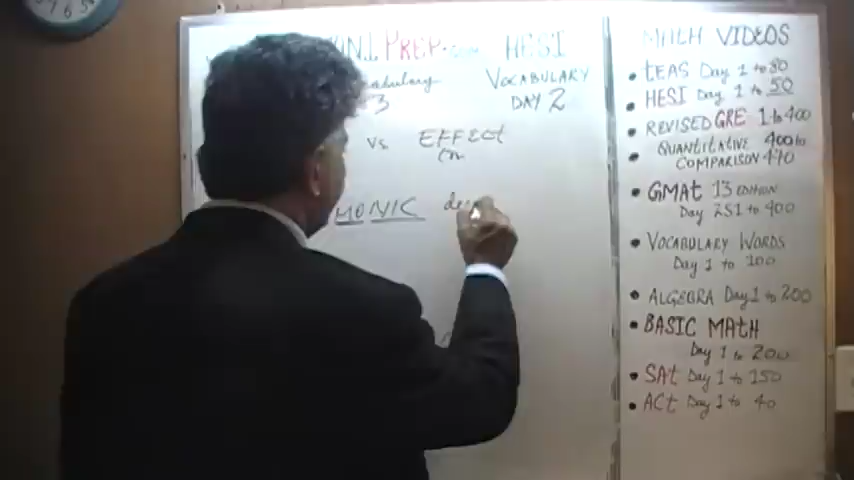 PREP HESI
VOCABULARY
3 DAY 2
VS EFFECT
MONIC
MATH VIDEOS
• TEAS Day 1 to 80
• HESI Day 1 to 50
• REVISED GRE 1 to 400
• QUANTITATIVE 400 to
COMPARISON 470
• GMAT 13 EDITION
Day 251 to 400
• VOCABULARY WORDS
Day 1 to 100
• ALGEBRA Day 1 to 200
• BASIC MATH
Day 1 to 200
• SAT Day 1 to 150
• ACT Day 1 to 40